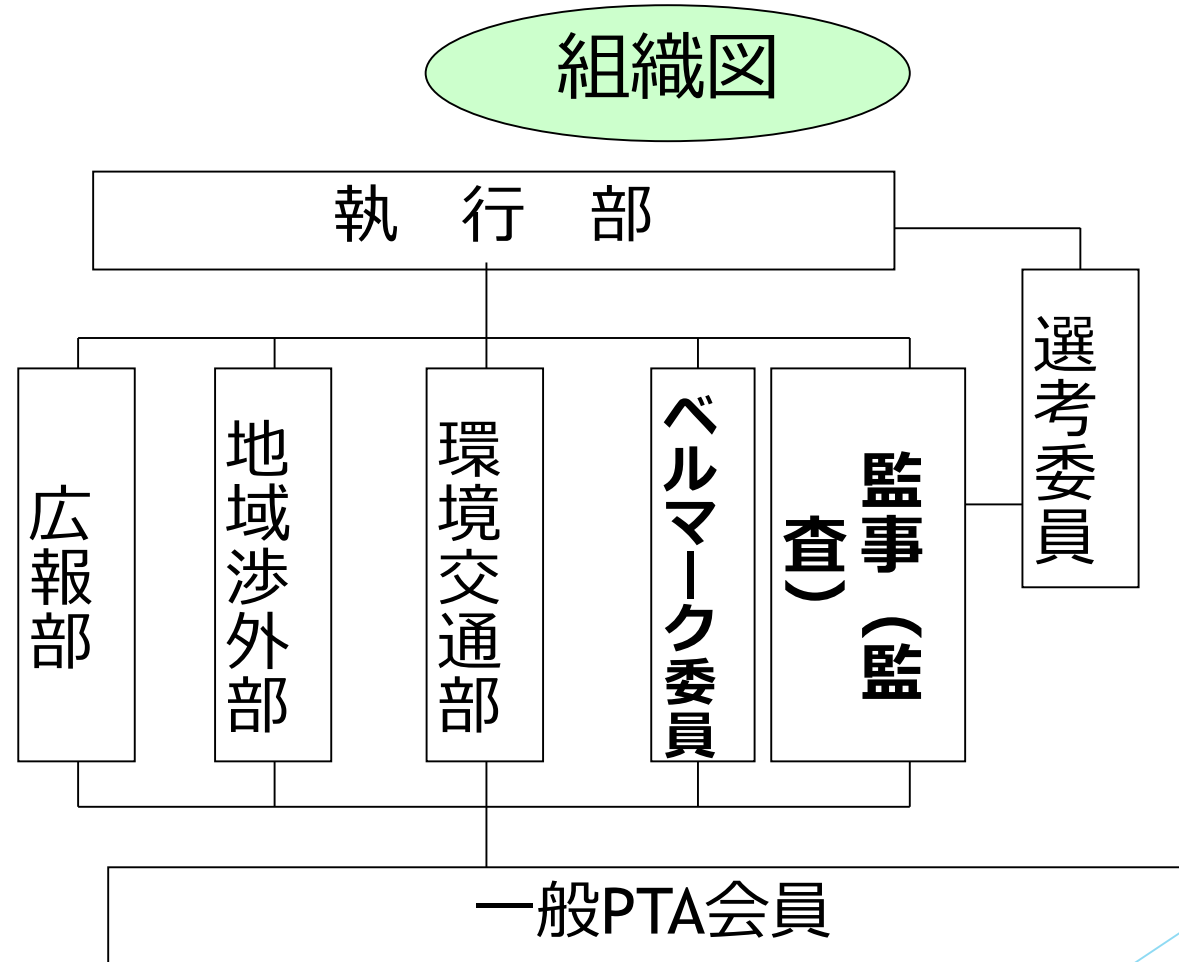 組織図
執　行　部
選考委員
広報部
地域渉外部
環境交通部
ベルマーク委員
監事（監
査）
一般PTA会員